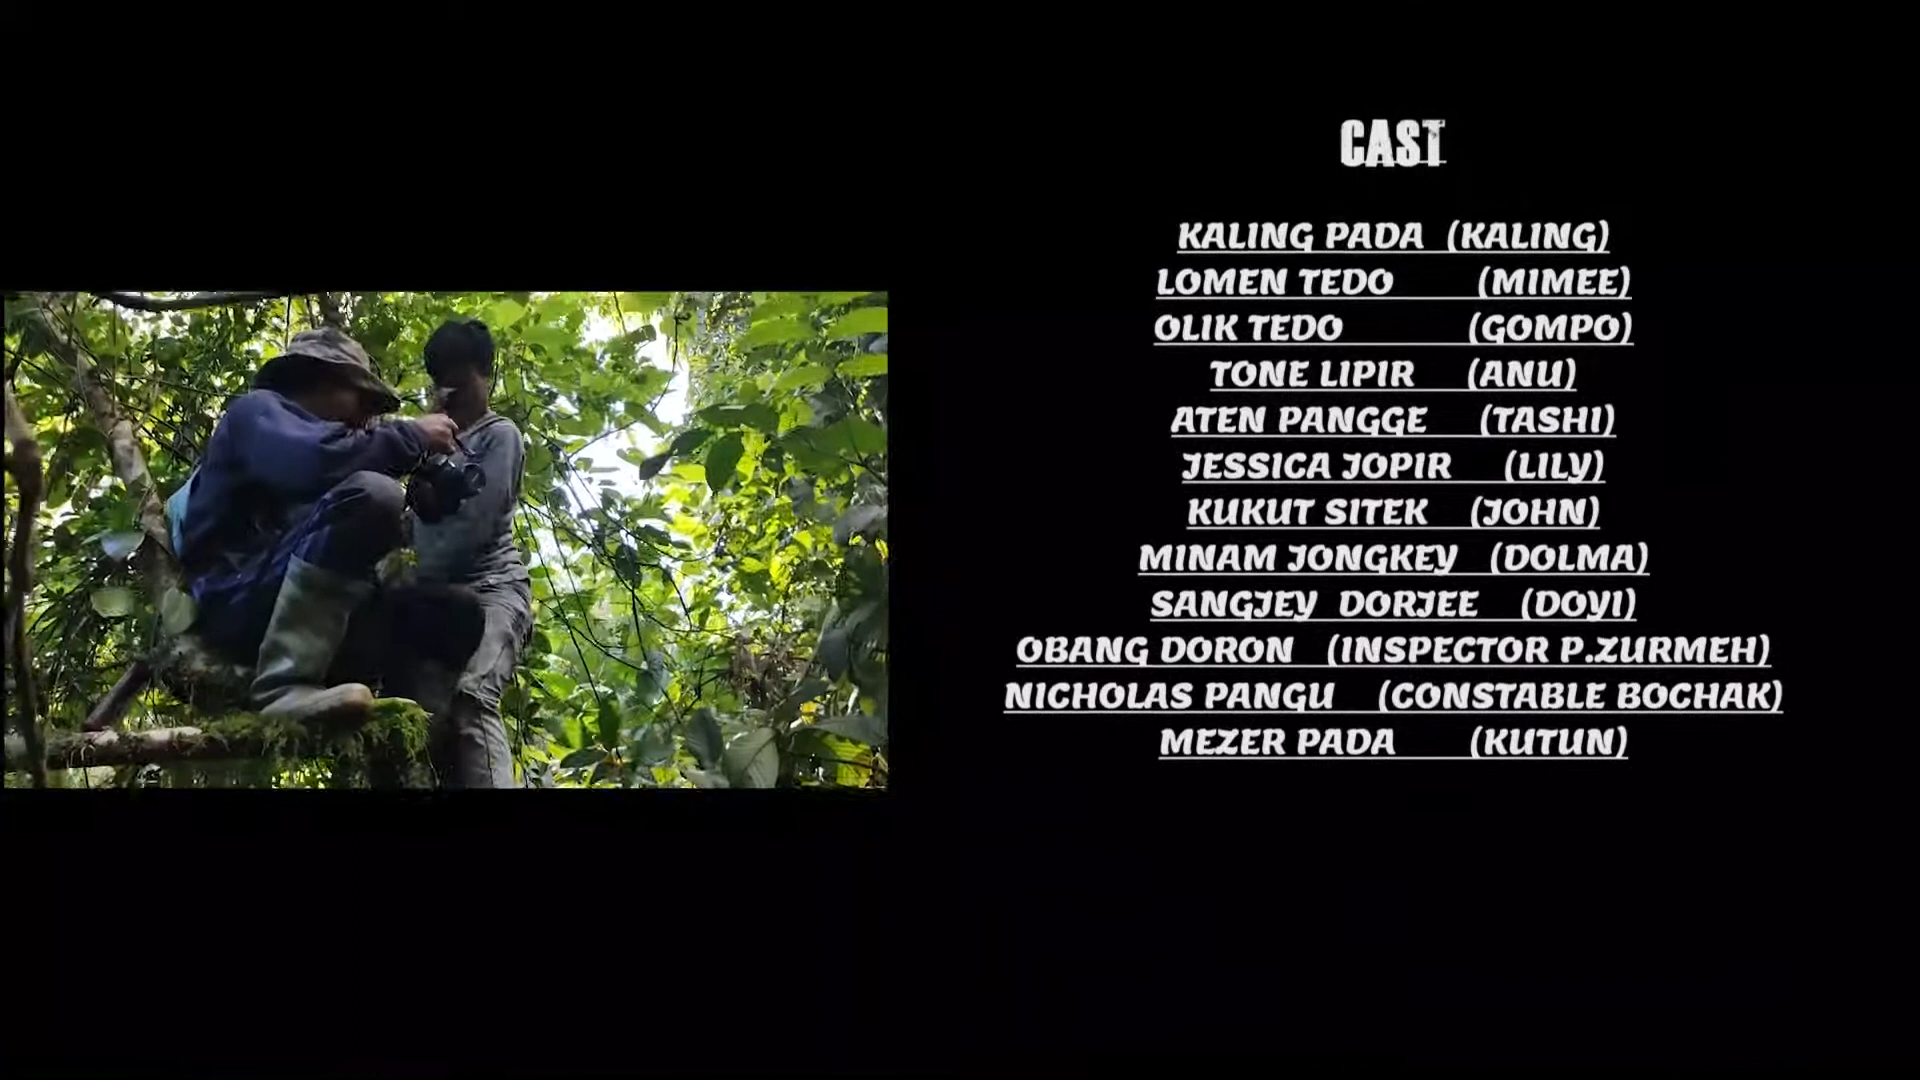 CAST
KALING PADA (KALING)
LOMEN TEDO (MIMEE)
OLIK TEDO (GOMPO)
TONE LIPIR (ANU)
ATEN PANGGE (TASHI)
JESSICA JOPIR (LILY)
KUKUT SITEK (JOHN)
MINAM JONGKEY (DOLMA)
SANGJEY DORJEE (DOYI)
OBANG DORON (INSPECTOR P.ZURMEH)
NICHOLAS PANGU (CONSTABLE BOCHAK)
MEZER PADA (KUTUN)